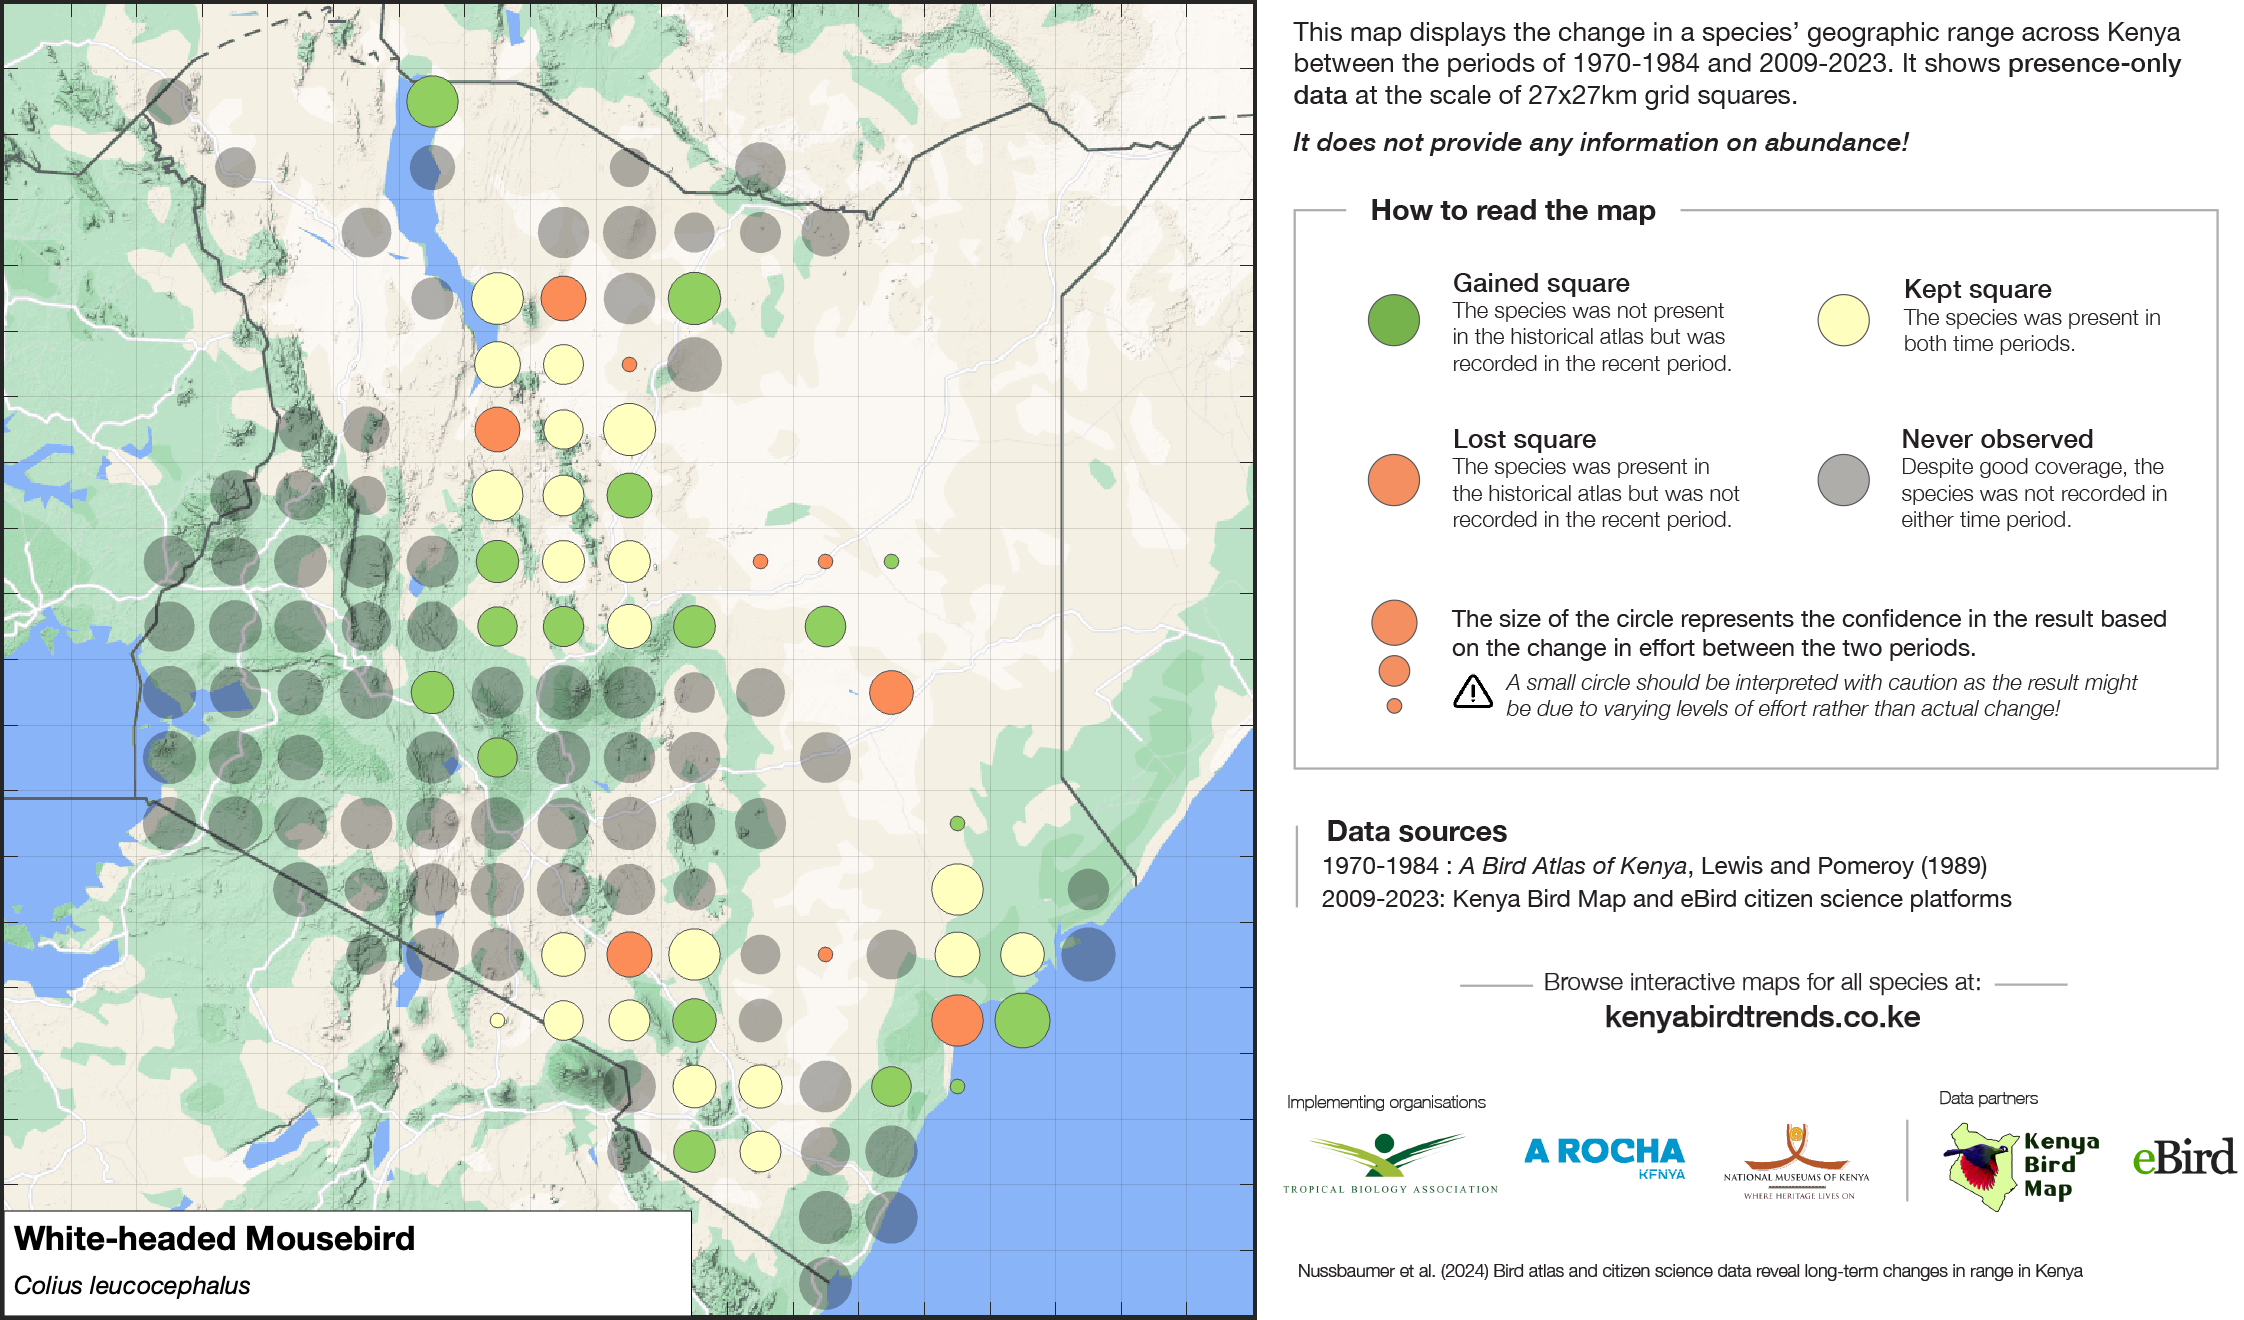 This map displays the change in a species’ geographic range across Kenya
between the periods of 1970-1984 and 2009-2023. It shows presence-only
data at the scale of 27x27km grid squares.
It does not provide any information on abundance!
How to read the map
Gained square
The species was not present
in the historical atlas but was
recorded in the recent period.
Kept square
The species was present in
both time periods.
Lost square
The species was present in
the historical atlas but was not
recorded in the recent period.
Never observed
Despite good coverage, the
species was not recorded in
either time period.
The size of the circle represents the confidence in the result based
on the change in effort between the two periods.
A small circle should be interpreted with caution as the result might
be due to varying levels of effort rather than actual change!
Data sources
1970-1984 : A Bird Atlas of Kenya, Lewis and Pomeroy (1989)
2009-2023: Kenya Bird Map and eBird citizen science platforms
Browse interactive maps for all species at:
kenyabirdtrends.co.ke
Implementing organisations
Data partners
TROPICAL BIOLOGY ASSOCIATION
A ROCHA
KENYA
NATIONAL MUSEUMS OF KENYA
WHERE HERITAGE LIVES ON
Kenya
Bird
Map
eBird
White-headed Mousebird
Colius leucocephalus
Nussbaumer et al. (2024) Bird atlas and citizen science data reveal long-term changes in range in Kenya